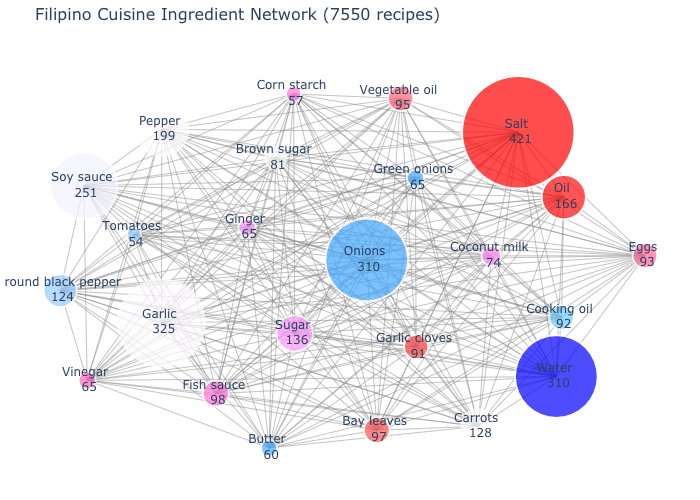 Filipino Cuisine Ingredient Network (7550 recipes)
Corn starch
57
Vegetable oil
95
Pepper
199
Salt
421
Brown sugar
81
Green onions
65
Soy sauce
251
Oil
166
Tomatoes
54
Ginger
65
Onions
310
Coconut milk
74
Eggs
93
round black pepper
124
Garlic
325
Sugar
136
Cooking oil
92
Garlic cloves
91
Vinegar
65
Fish sauce
98
Water
310
Bay leaves
97
Carrots
128
Butter
60